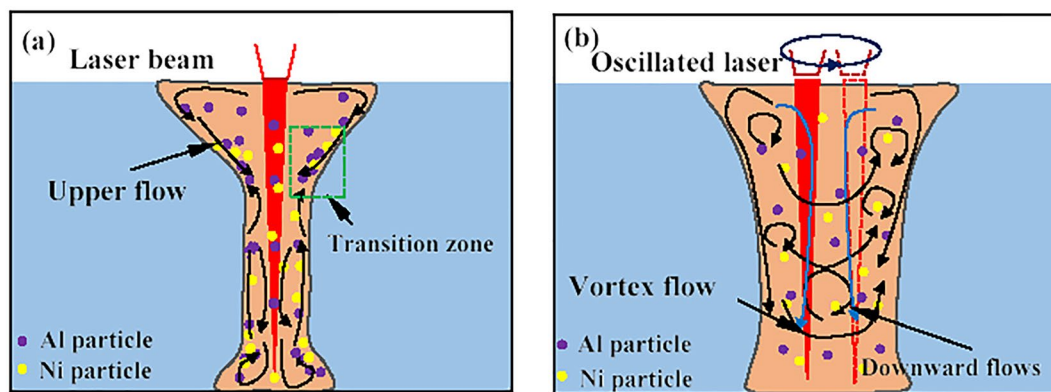 (a)
Laser beam
Upper flow
Transition zone
Al particle
Ni particle
(b)
Oscillated laser
Vortex flow
Al particle
Downward flows
Ni particle